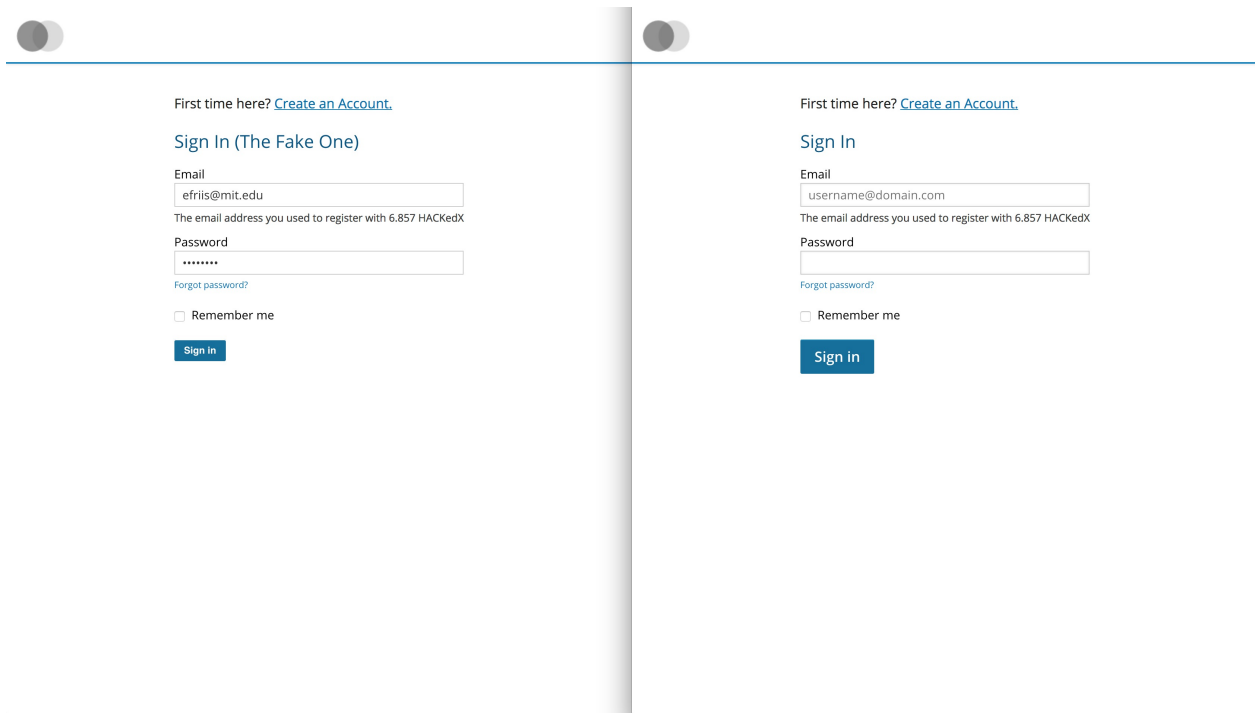 First time here? Create an Account.
Sign In (The Fake One)
Email
efriis@mit.edu
The email address you used to register with 6.857 HACKedX
Password
••••••••
Forgot password?
Remember me
Sign in
First time here? Create an Account.
Sign In
Email
username@domain.com
The email address you used to register with 6.857 HACKedX
Password
Forgot password?
Remember me
Sign in